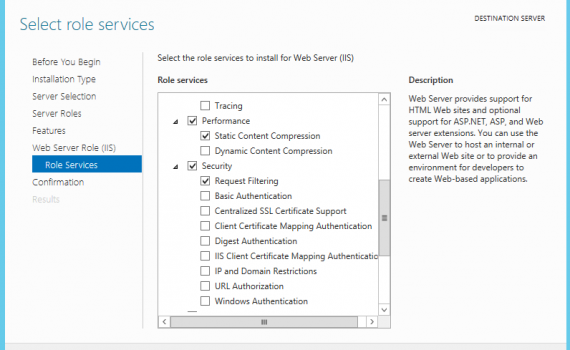 Select role services
DESTINATION SERVER
Before You Begin
Installation Type
Server Selection
Server Roles
Features
Web Server Role (IIS)
Role Services
Confirmation
Results
Select the role services to install for Web Server (IIS)
Role services
Tracing
Performance
Static Content Compression
Dynamic Content Compression
Security
Request Filtering
Basic Authentication
Centralized SSL Certificate Support
Client Certificate Mapping Authentication
Digest Authentication
IIS Client Certificate Mapping Authenticatio
IP and Domain Restrictions
URL Authorization
Windows Authentication
Description
Web Server provides support for
HTML Web sites and optional
support for ASP.NET, ASP, and Web
server extensions. You can use the
Web Server to host an internal or
external Web site or to provide an
environment for developers to
create Web-based applications.